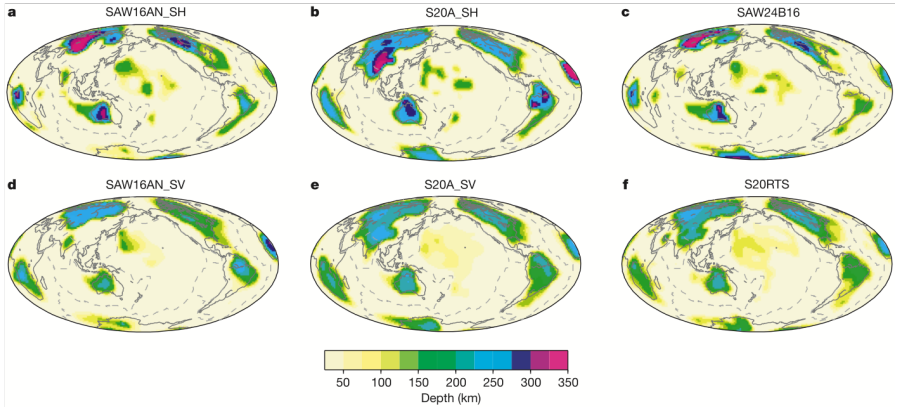 a SAW16AN_SH
b S20A_SH
c SAW24B16
d SAW16AN_SV
e S20A_SV
f S20RTS
50 100 150 200 250 300 350
Depth (km)